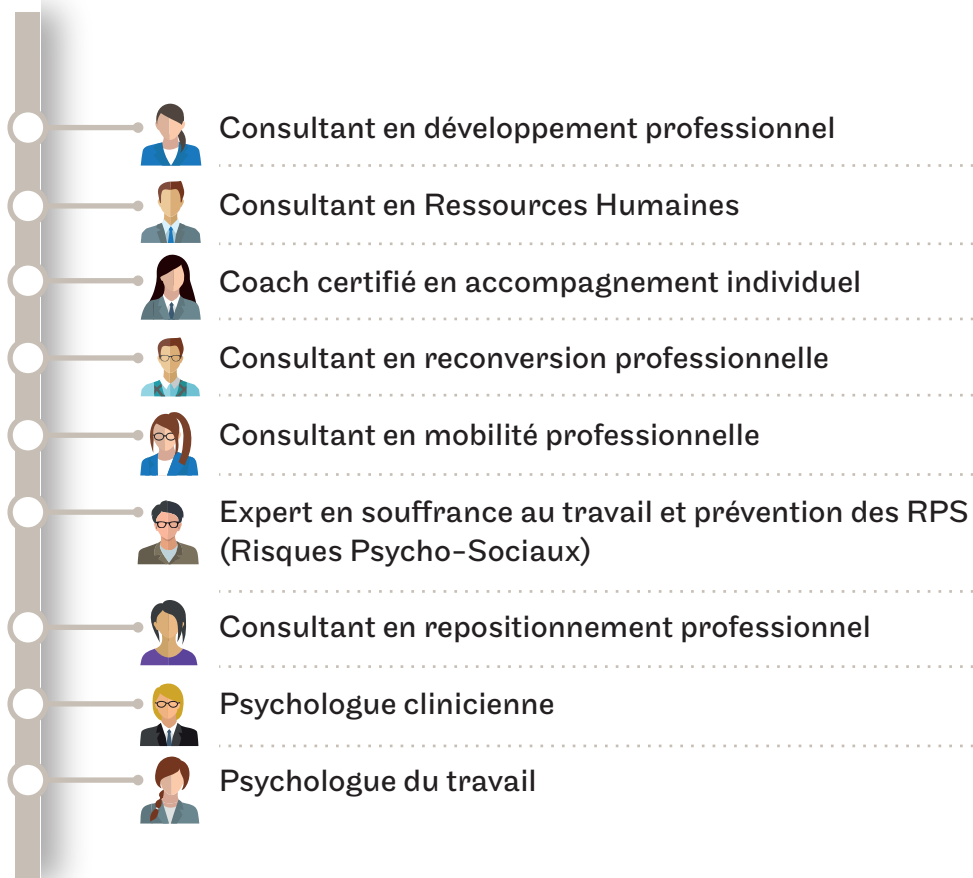 Consultant en développement professionnel
Consultant en Ressources Humaines
Coach certifié en accompagnement individuel
Consultant en reconversion professionnelle
Consultant en mobilité professionnelle
Expert en souffrance au travail et prévention des RPS
(Risques Psycho-Sociaux)
Consultant en repositionnement professionnel
Psychologue clinicienne
Psychologue du travail